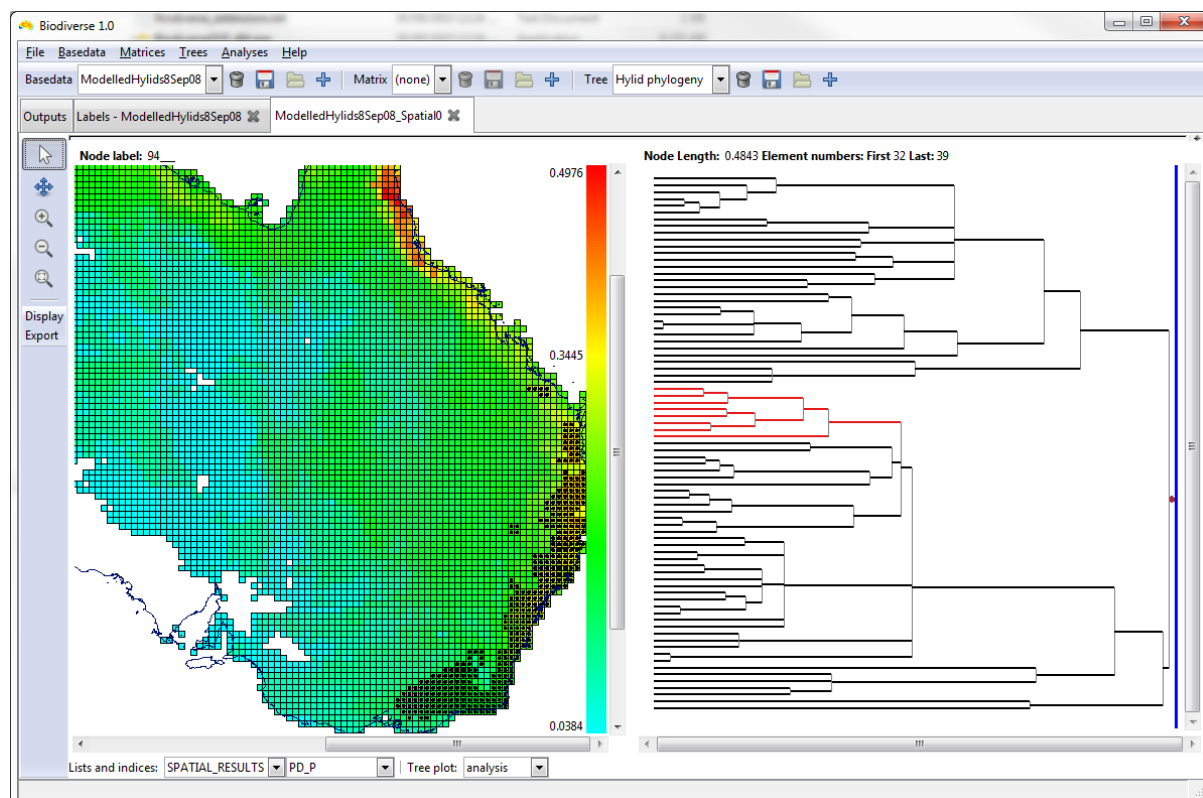 Biodiverse 1.0
File Basedata Matrices Trees Analyses Help
Basedata ModelledHylids8Sep08 Matrix (none) Tree Hylid phylogeny
Outputs Labels - ModelledHylids8Sep08 ModelledHylids8Sep08_Spatial0
Node label: 94__ Node Length: 0.4843 Element numbers: First 32 Last: 39
0.4976
Display
Export
0.3445
0.0384
Lists and indices: SPATIAL_RESULTS PD_P Tree plot: analysis